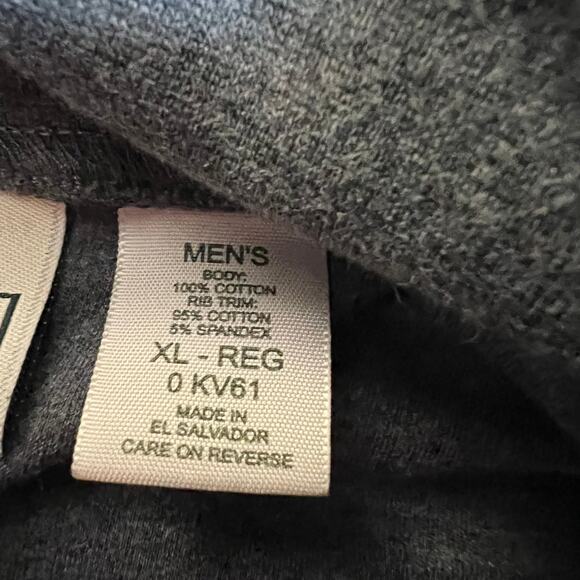 MEN'S
BODY:
100% COTTON
RIB TRIM:
95% COTTON
5% SPANDEX
XL - REG
0 KV61
MADE IN
EL SALVADOR
CARE ON REVERSE